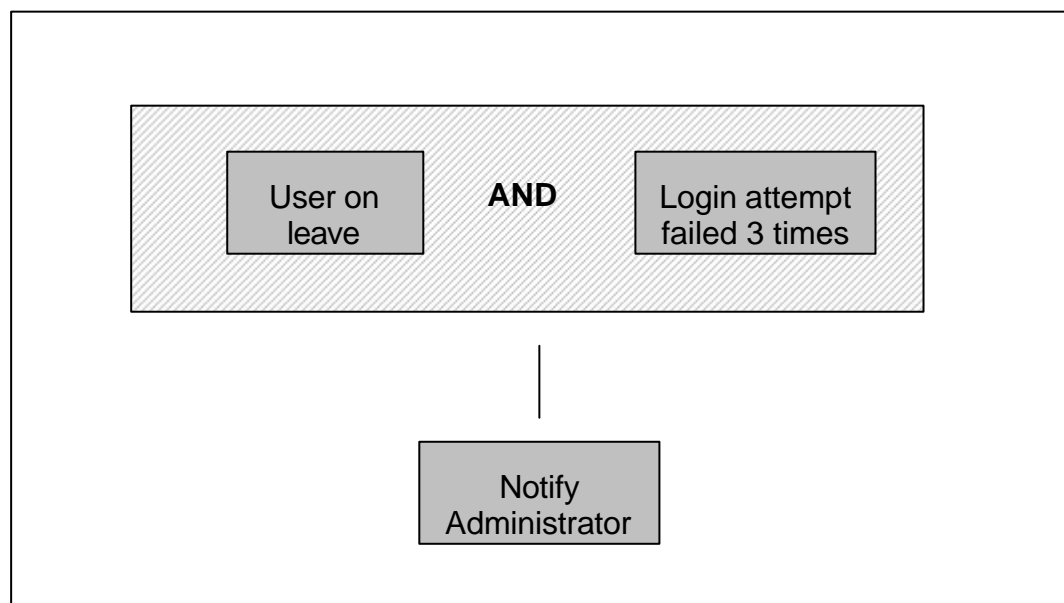 User on
leave
AND
Login attempt
failed 3 times
Notify
Administrator